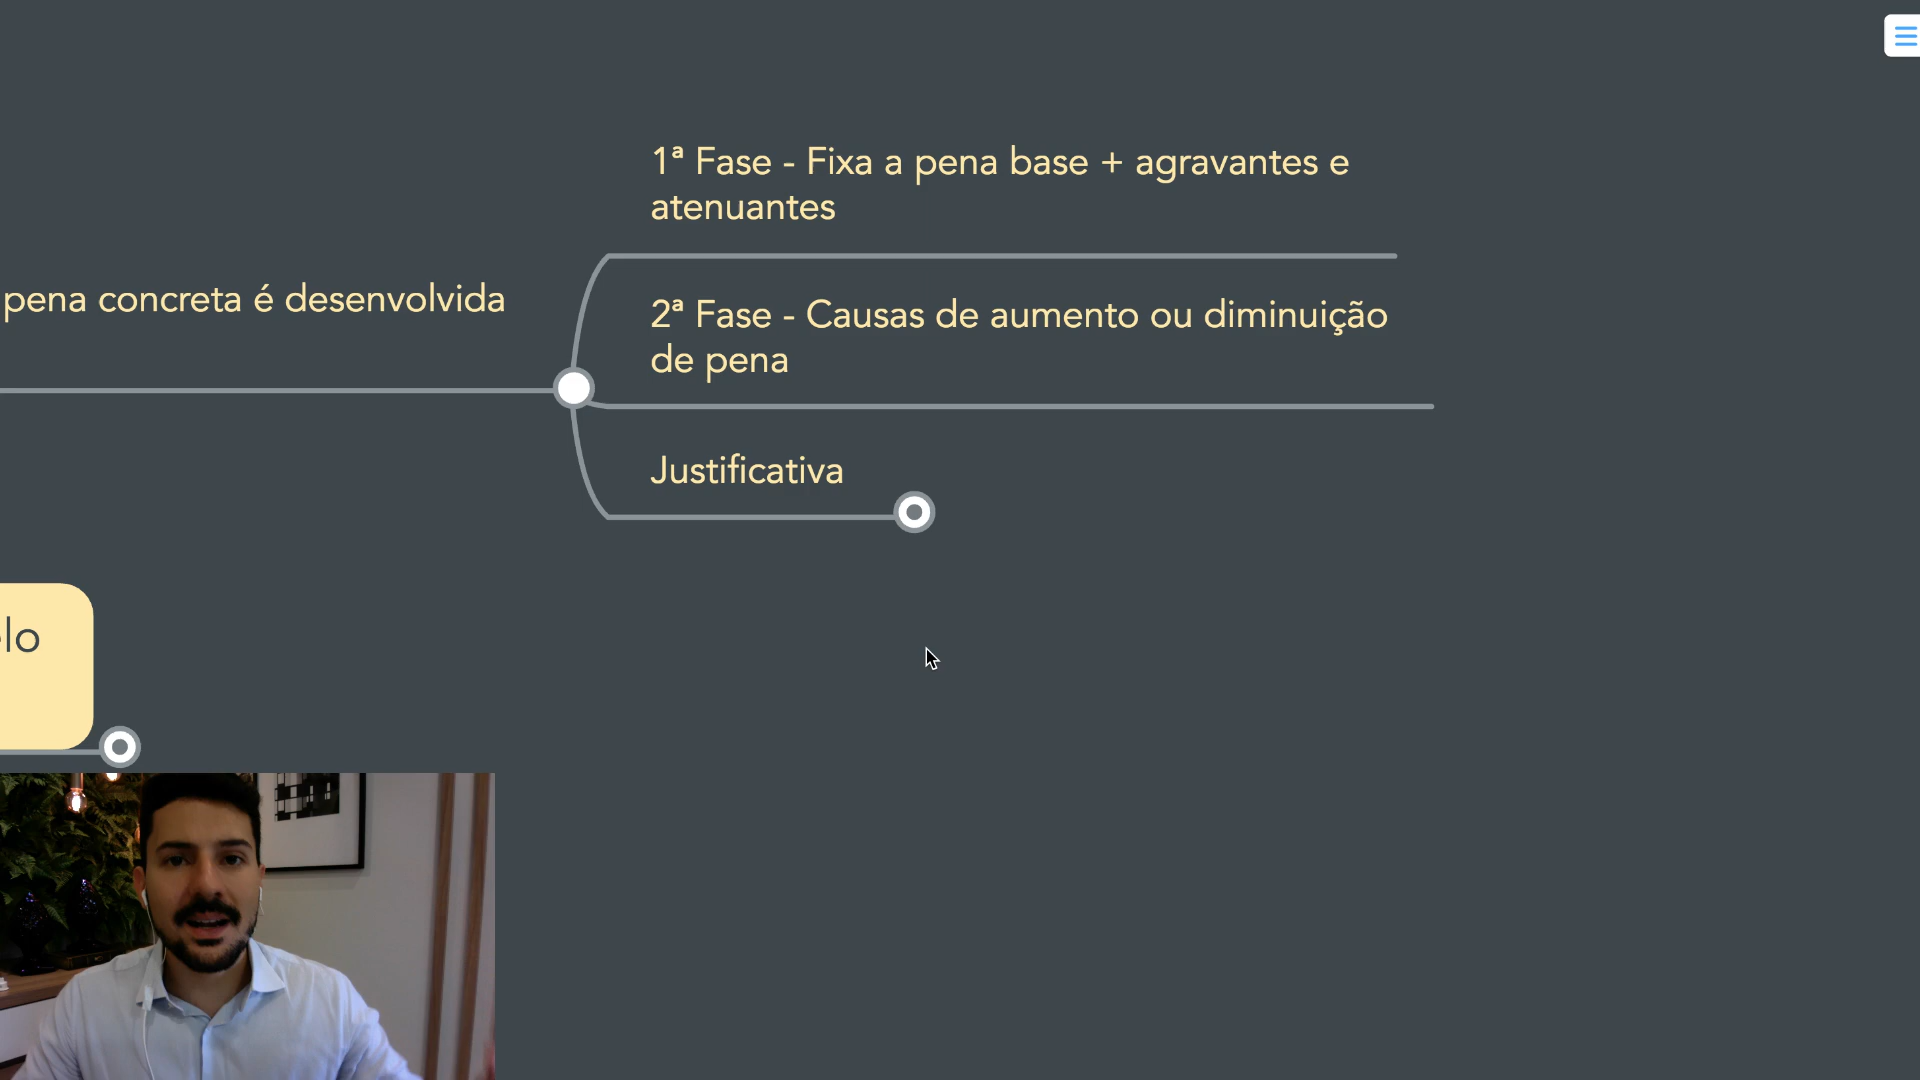 1ª Fase - Fixa a pena base + agravantes e
atenuantes
pena concreta é desenvolvida
2ª Fase - Causas de aumento ou diminuição
de pena
Justificativa